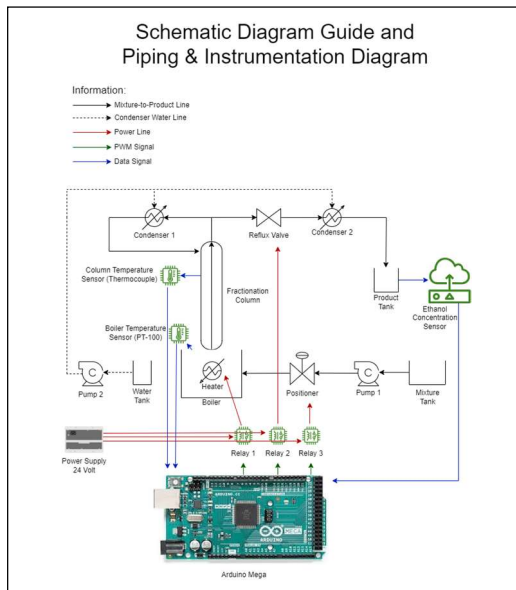 Schematic Diagram Guide and
Piping & Instrumentation Diagram
Information:
Mixture-to-Product Line
Condenser Water Line
Power Line
PWM Signal
Data Signal
Condenser 1
Reflux Valve
Condenser 2
Column Temperature
Sensor (Thermocouple)
Fractionation
Column
Product
Tank
Ethanol
Concentration
Sensor
Boiler Temperature
Sensor (PT-100)
Heater
Boiler
Pump 2
Water
Tank
Positioner
Pump 1
Mixture
Tank
Power Supply
24 Volt
Relay 1
Relay 2
Relay 3
ARDUINO
MEGA
Arduino Mega